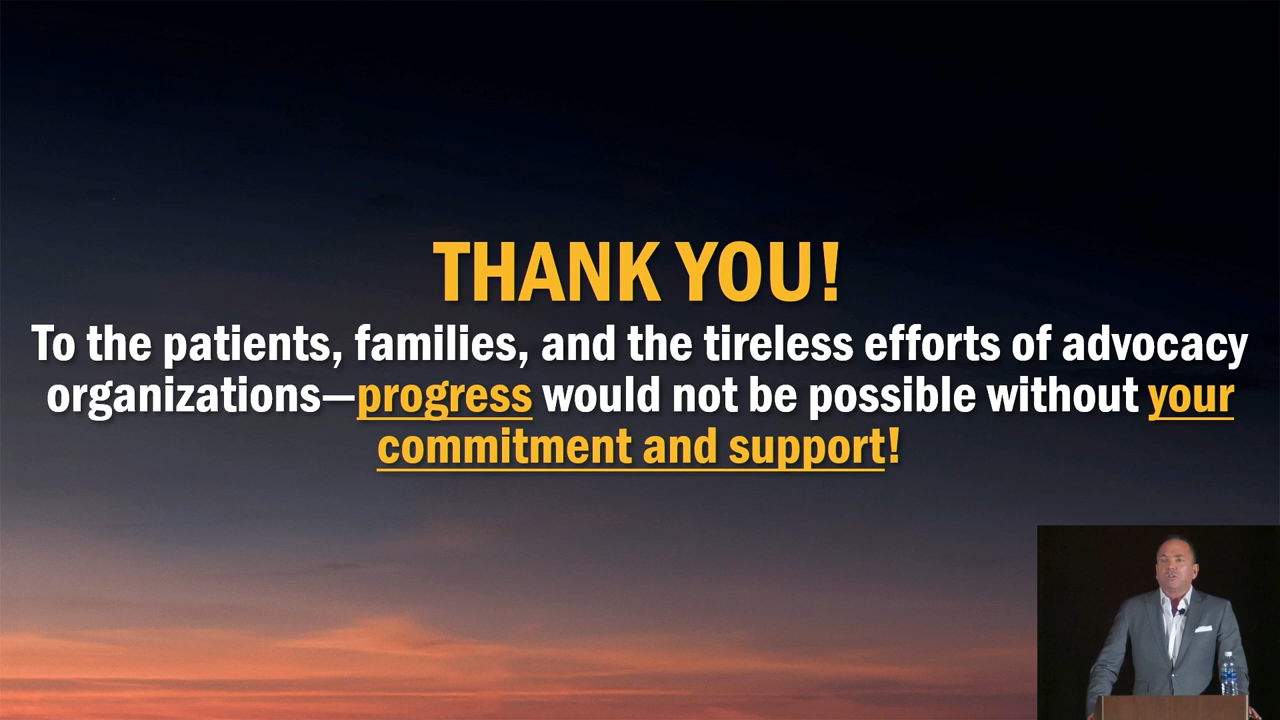 THANK YOU!
To the patients, families, and the tireless efforts of advocacy
organizations—progress would not be possible without your
commitment and support!